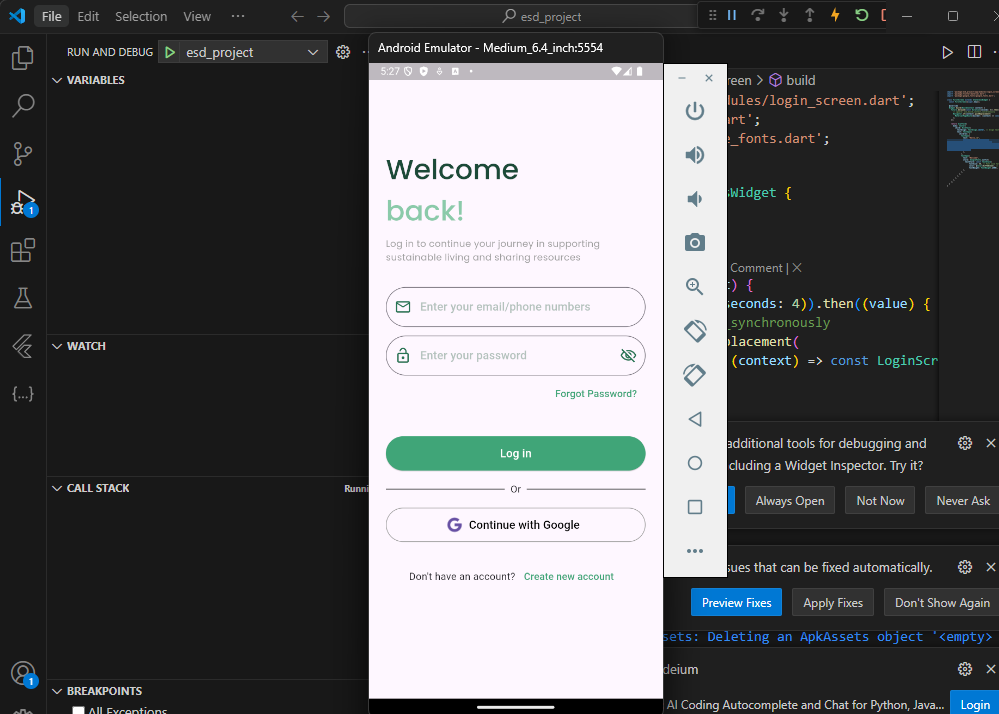 File Edit Selection View ··· esd_project
RUN AND DEBUG esd_project
VARIABLES
WATCH
CALL STACK
Runni
BREAKPOINTS
All Exceptions
1
1
Android Emulator - Medium_6.4_inch:5554
5:27
Welcome
back!
Log in to continue your journey in supporting
sustainable living and sharing resources
Enter your email/phone numbers
Enter your password
Forgot Password?
Log in
Or
Continue with Google
Don't have an account? Create new account
reen > build
dules/login_screen.dart';
art';
e_fonts.dart';
sWidget {
Comment |
t) {
seconds: 4)).then((value) {
_synchronously
placement(
(context) => const LoginScr
additional tools for debugging and
cluding a Widget Inspector. Try it?
Always Open Not Now Never Ask
sues that can be fixed automatically.
Preview Fixes Apply Fixes Don't Show Again
sets: Deleting an ApkAssets object '<empty>
deium
AI Coding Autocomplete and Chat for Python, Java...
Login